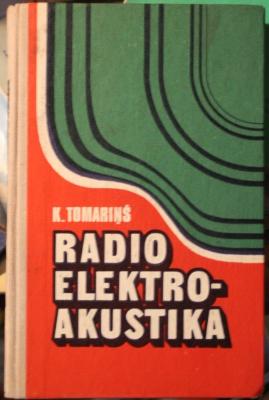 K. TOMARIŅŠ
RADIO
ELEKTRO-
AKUSTIKA